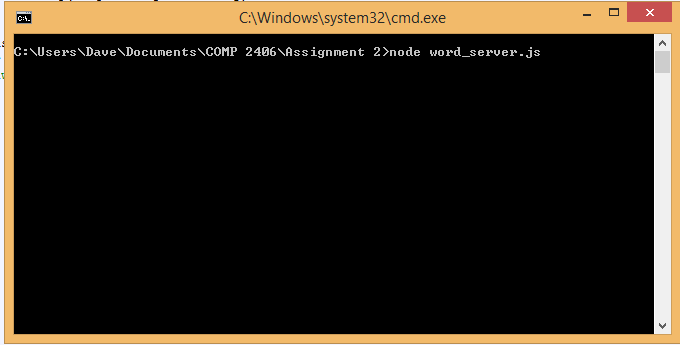 C:\Windows\system32\cmd.exe
C:\Users\Dave\Documents\COMP 2406\Assignment 2>node word_server.js